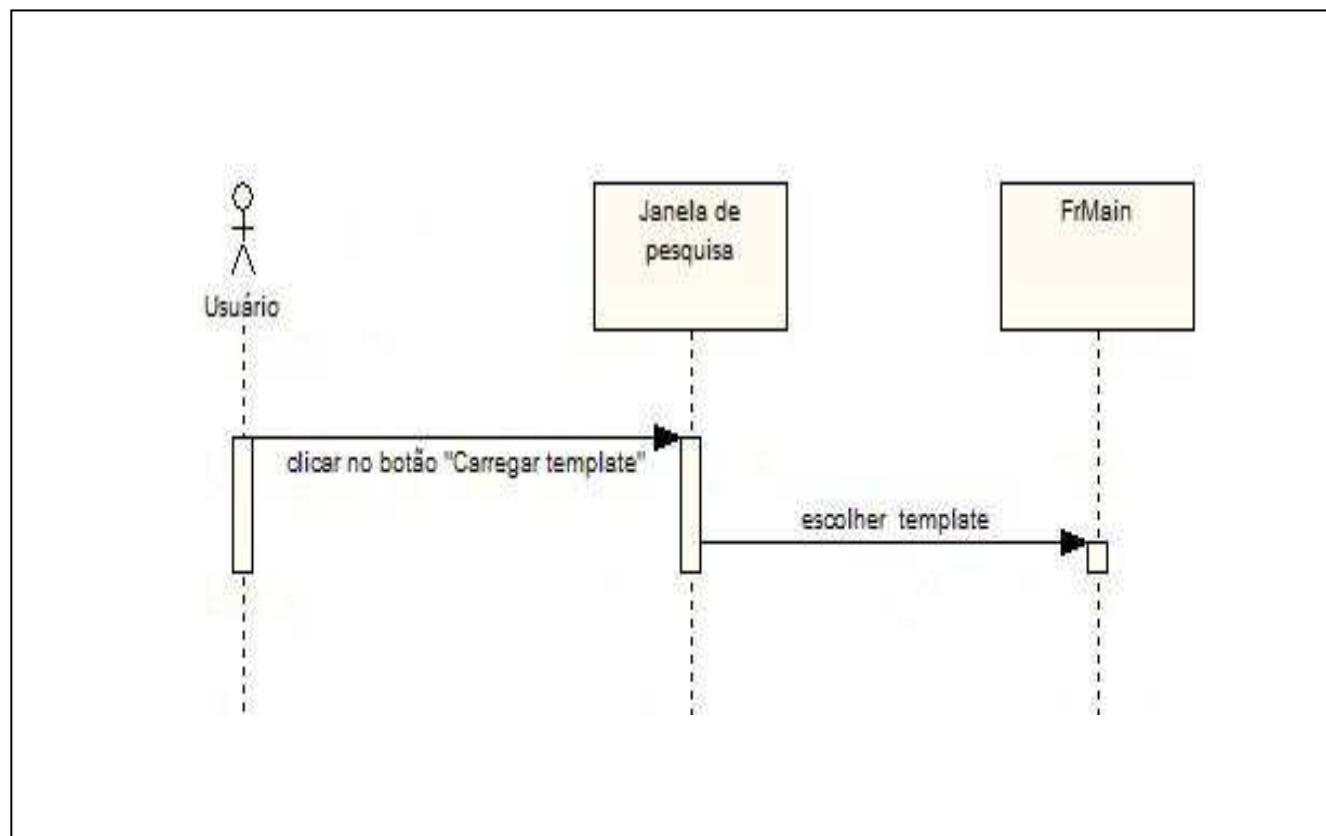 Usuário
Janela de
pesquisa
FrMain
clicar no botão "Carregar template"
escolher template